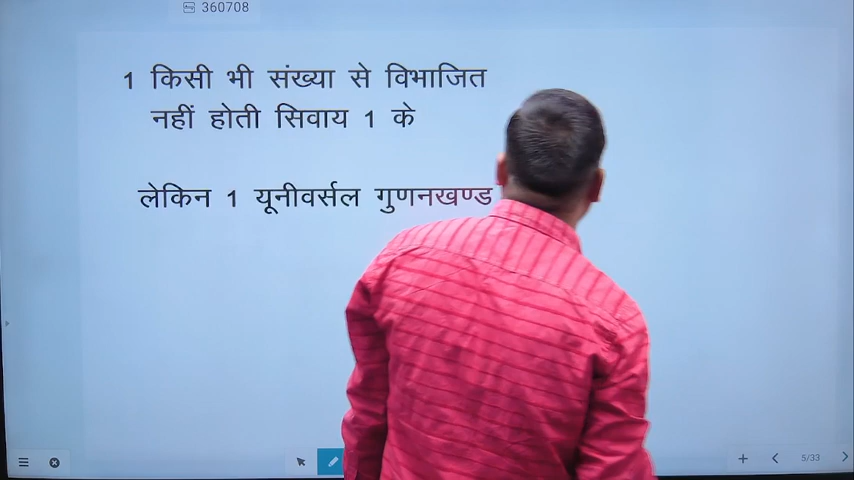 360708
1 किसी भी संख्या से विभाजित
नहीं होती सिवाय 1 के
लेकिन 1 यूनीवर्सल गुणनखण्ड
5/33